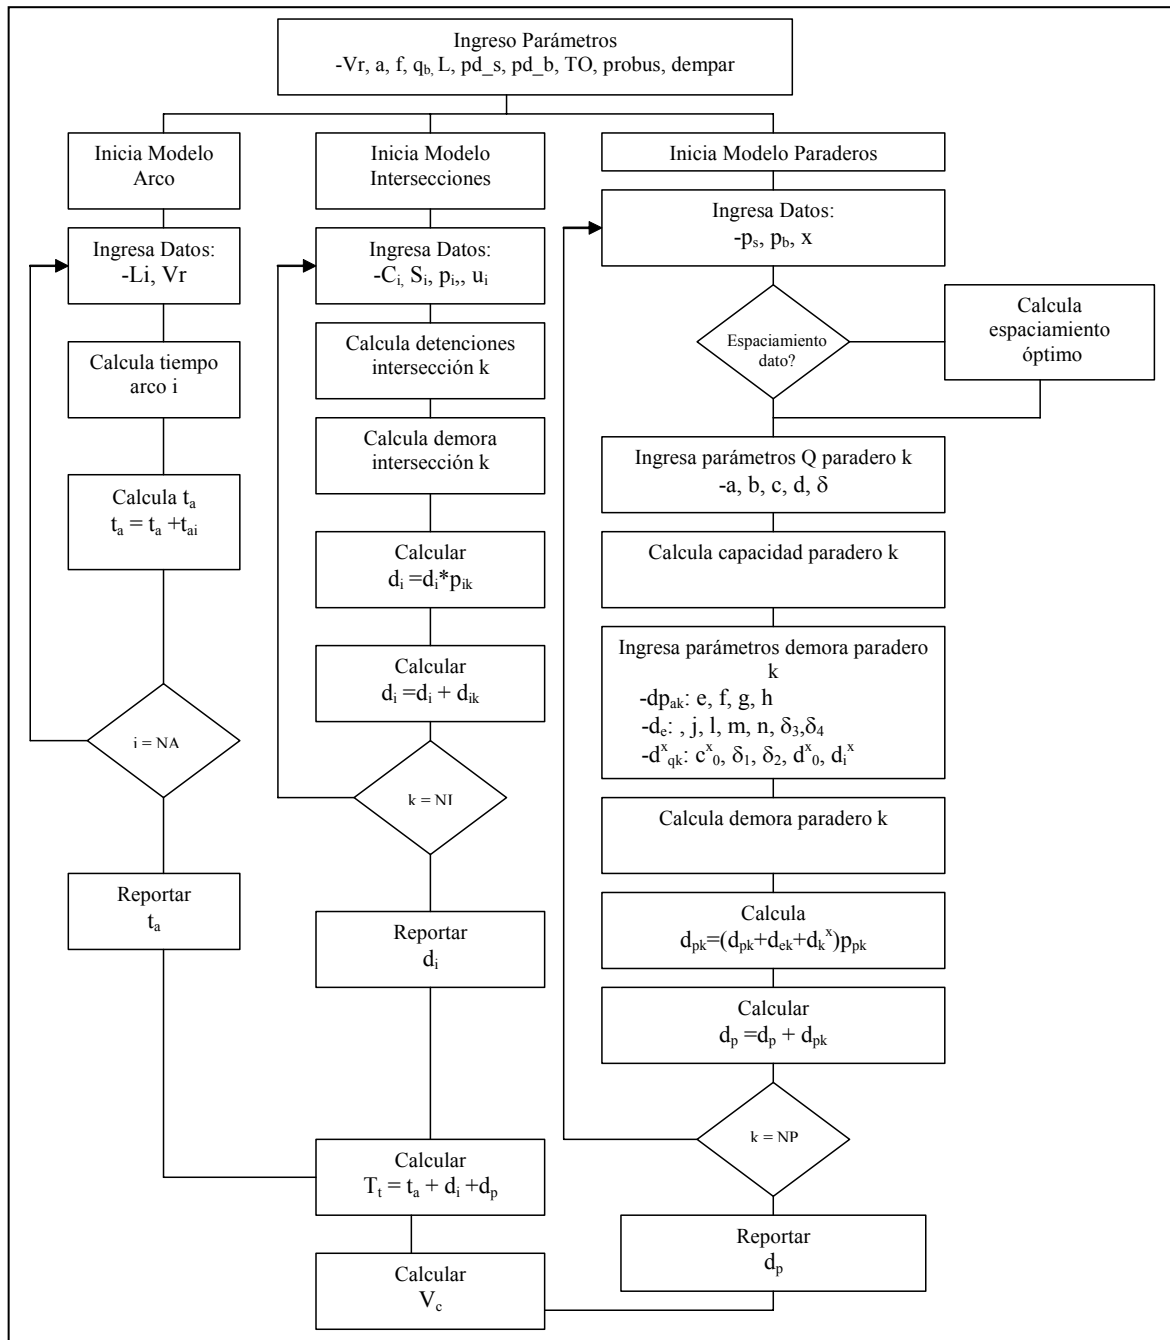 Ingreso Parámetros
-Vr, a, f, q_b, L, pd_s, pd_b, TO, probus, dempar
Inicia Modelo
Arco
Ingresa Datos:
-Li, Vr
Calcula tiempo
arco i
Calcula t_a
t_a = t_a +t_ai
i = NA
Reportar
t_a
Inicia Modelo
Intersecciones
Ingresa Datos:
-C_i, S_i, p_i,, u_i
Calcula detenciones
intersección k
Calcula demora
intersección k
Calcular
d_i =d_i*p_ik
Calcular
d_i =d_i + d_ik
k = NI
Reportar
d_i
Calcular
T_t = t_a + d_i +d_p
Calcular
V_c
Inicia Modelo Paraderos
Ingresa Datos:
-p_s, p_b, x
Espaciamiento
dato?
Calcula
espaciamiento
óptimo
Ingresa parámetros Q paradero k
-a, b, c, d, δ
Calcula capacidad paradero k
Ingresa parámetros demora paradero
k
-dp_ak: e, f, g, h
-d_e: , j, l, m, n, δ_3,δ_4
-d^x_qk: c^x_0, δ_1, δ_2, d^x_0, d_i^x
Calcula demora paradero k
Calcula
d_pk=(d_pk+d_ek+d_k^x)p_pk
Calcular
d_p =d_p + d_pk
k = NP
Reportar
d_p